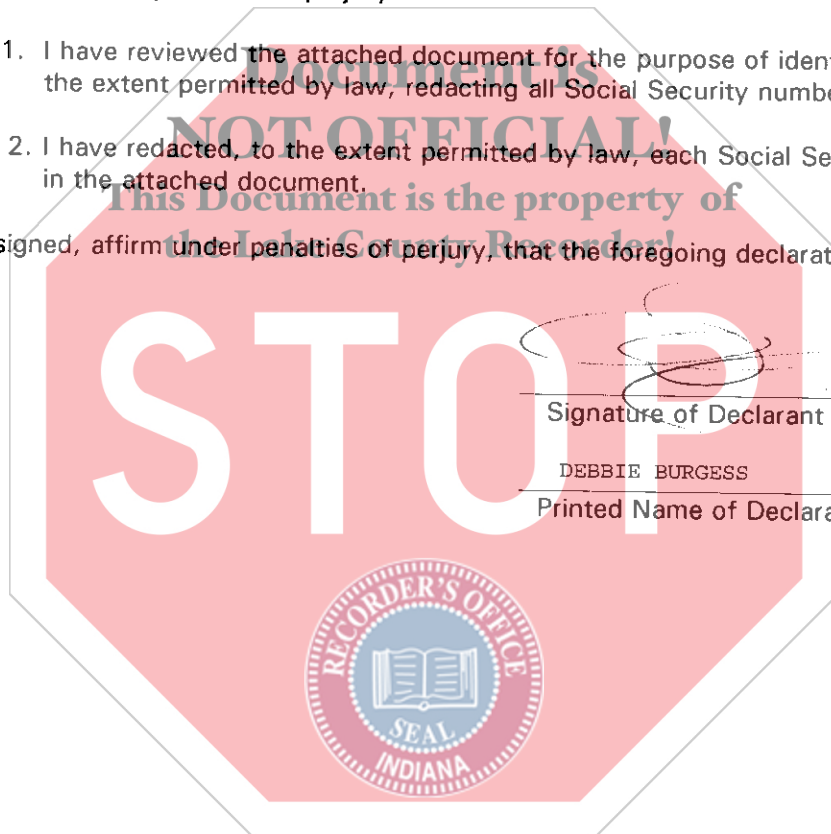 1. I have reviewed the attached document for the purpose of iden
the extent permitted by law, redacting all Social Security numbe
2. I have redacted, to the extent permitted by law, each Social Se
in the attached document.
signed, affirm under penalties of perjury, that the foregoing declarat
Document is
NOT OFFICIAL!
This Document is the property of
the Lake County Recorder!
STOP
Signature of Declarant
DEBBIE BURGESS
Printed Name of Declara
RECORDER'S OFFICE
SEAL
INDIANA